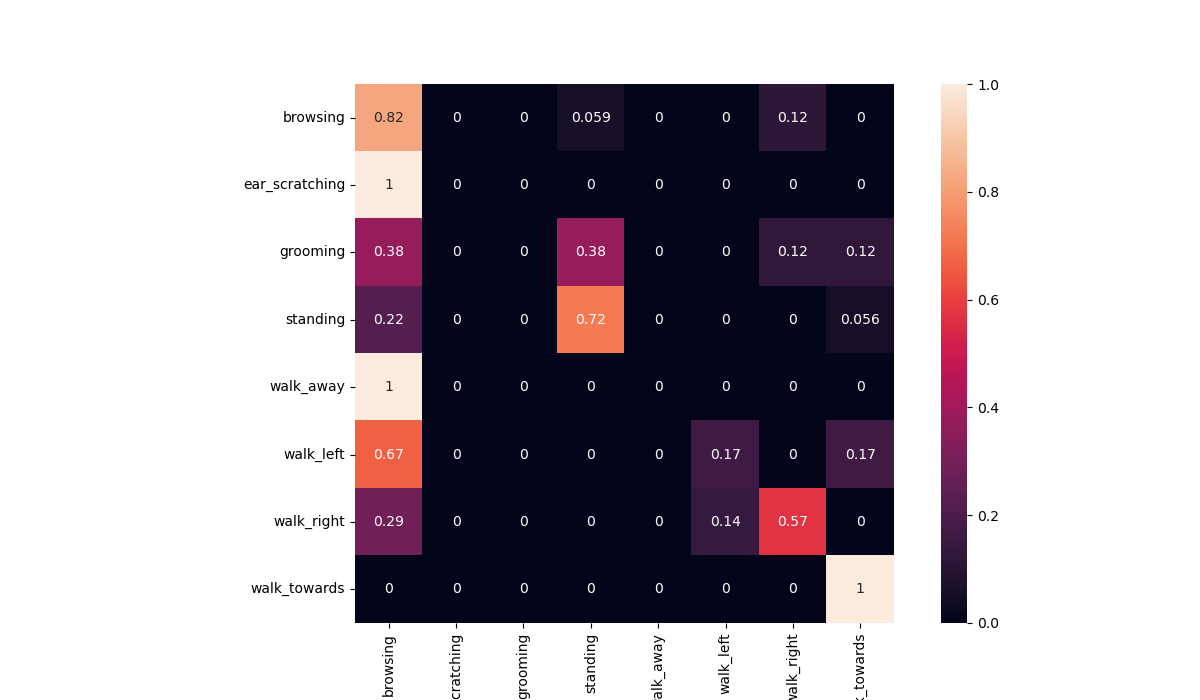 browsing 0.82 0 0 0.059 0 0 0.12 0
ear_scratching 1 0 0 0 0 0 0 0
grooming 0.38 0 0 0.38 0 0 0.12 0.12
standing 0.22 0 0 0.72 0 0 0 0.056
walk_away 1 0 0 0 0 0 0 0
walk_left 0.67 0 0 0 0 0.17 0 0.17
walk_right 0.29 0 0 0 0 0.14 0.57 0
walk_towards 0 0 0 0 0 0 0 1
browsing
cratching
grooming
standing
alk_away
walk_left
walk_right
k_towards
1.0
0.8
0.6
0.4
0.2
0.0